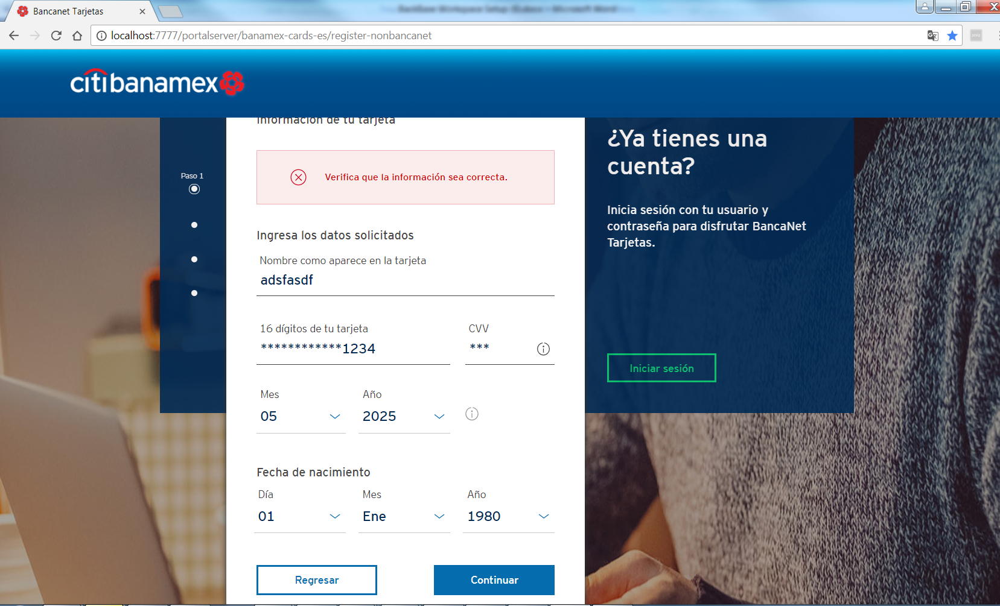 Bancanet Tarjetas
localhost:7777/portalserver/banamex-cards-es/register-nonbancanet
citibanamex
Información de tu tarjeta
Paso 1
Verifica que la información sea correcta.
Ingresa los datos solicitados
Nombre como aparece en la tarjeta
adsfasdf
16 dígitos de tu tarjeta
CVV
************1234
***
Mes
Año
05
2025
Fecha de nacimiento
Día
Mes
Año
01
Ene
1980
Regresar
Continuar
¿Ya tienes una
cuenta?
Inicia sesión con tu usuario y
contraseña para disfrutar BancaNet
Tarjetas.
Iniciar sesión